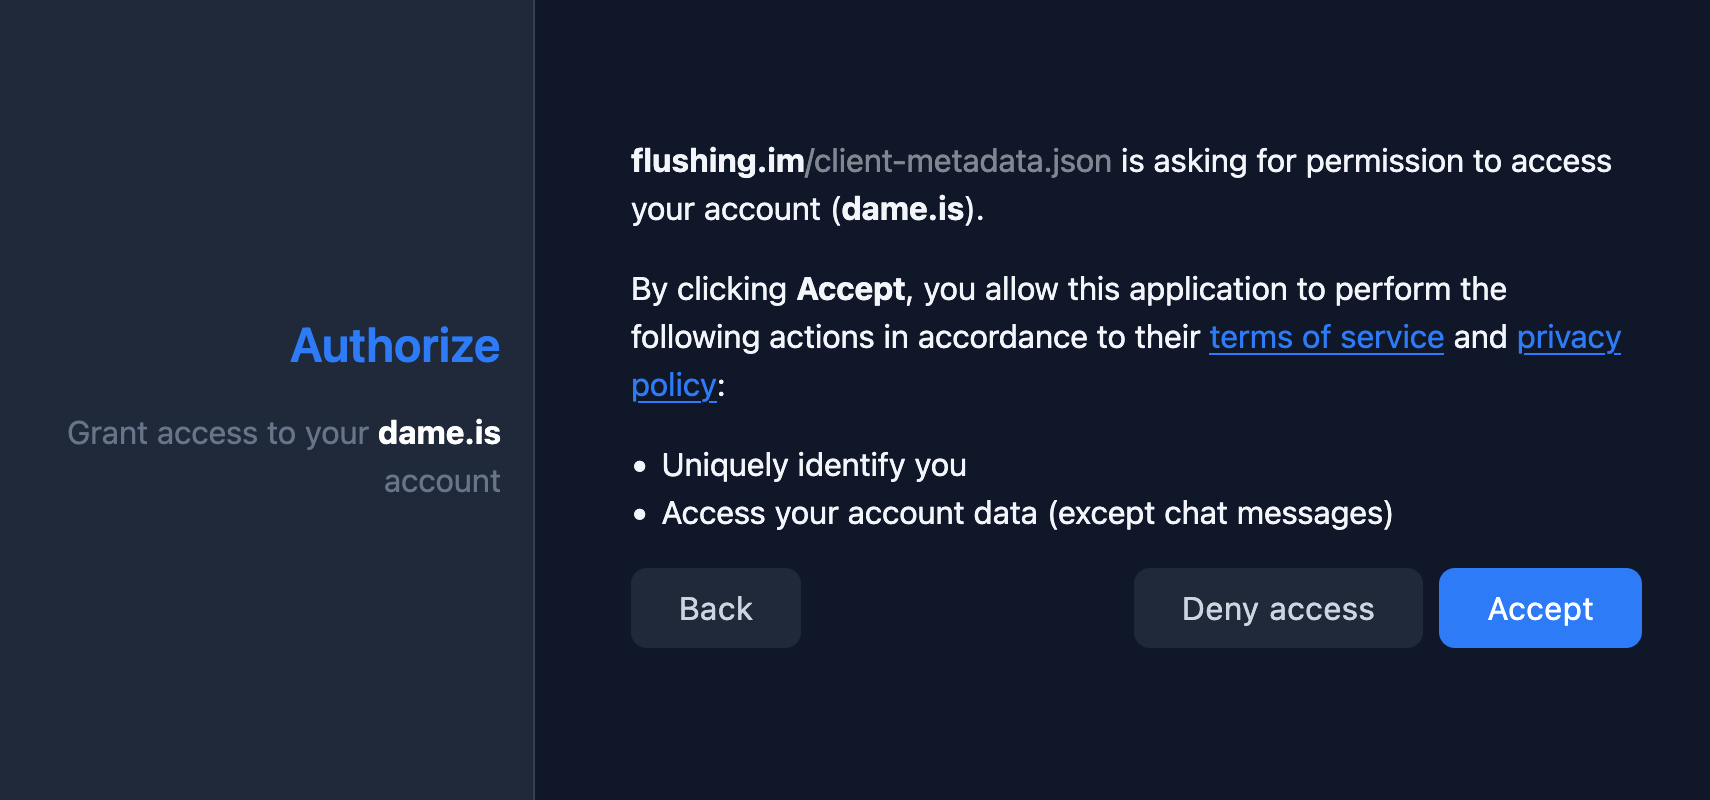 Authorize
Grant access to your dame.is
account
flushing.im/client-metadata.json is asking for permission to access
your account (dame.is).
By clicking Accept, you allow this application to perform the
following actions in accordance to their terms of service and privacy
policy:
• Uniquely identify you
• Access your account data (except chat messages)
Back
Deny access
Accept